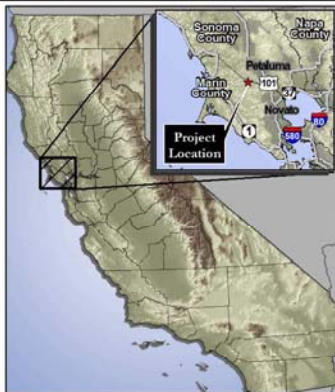 Sonoma
County
Napa
County
Petaluma
Marin
County
101
37
Novato
1
80
580
Project
Location